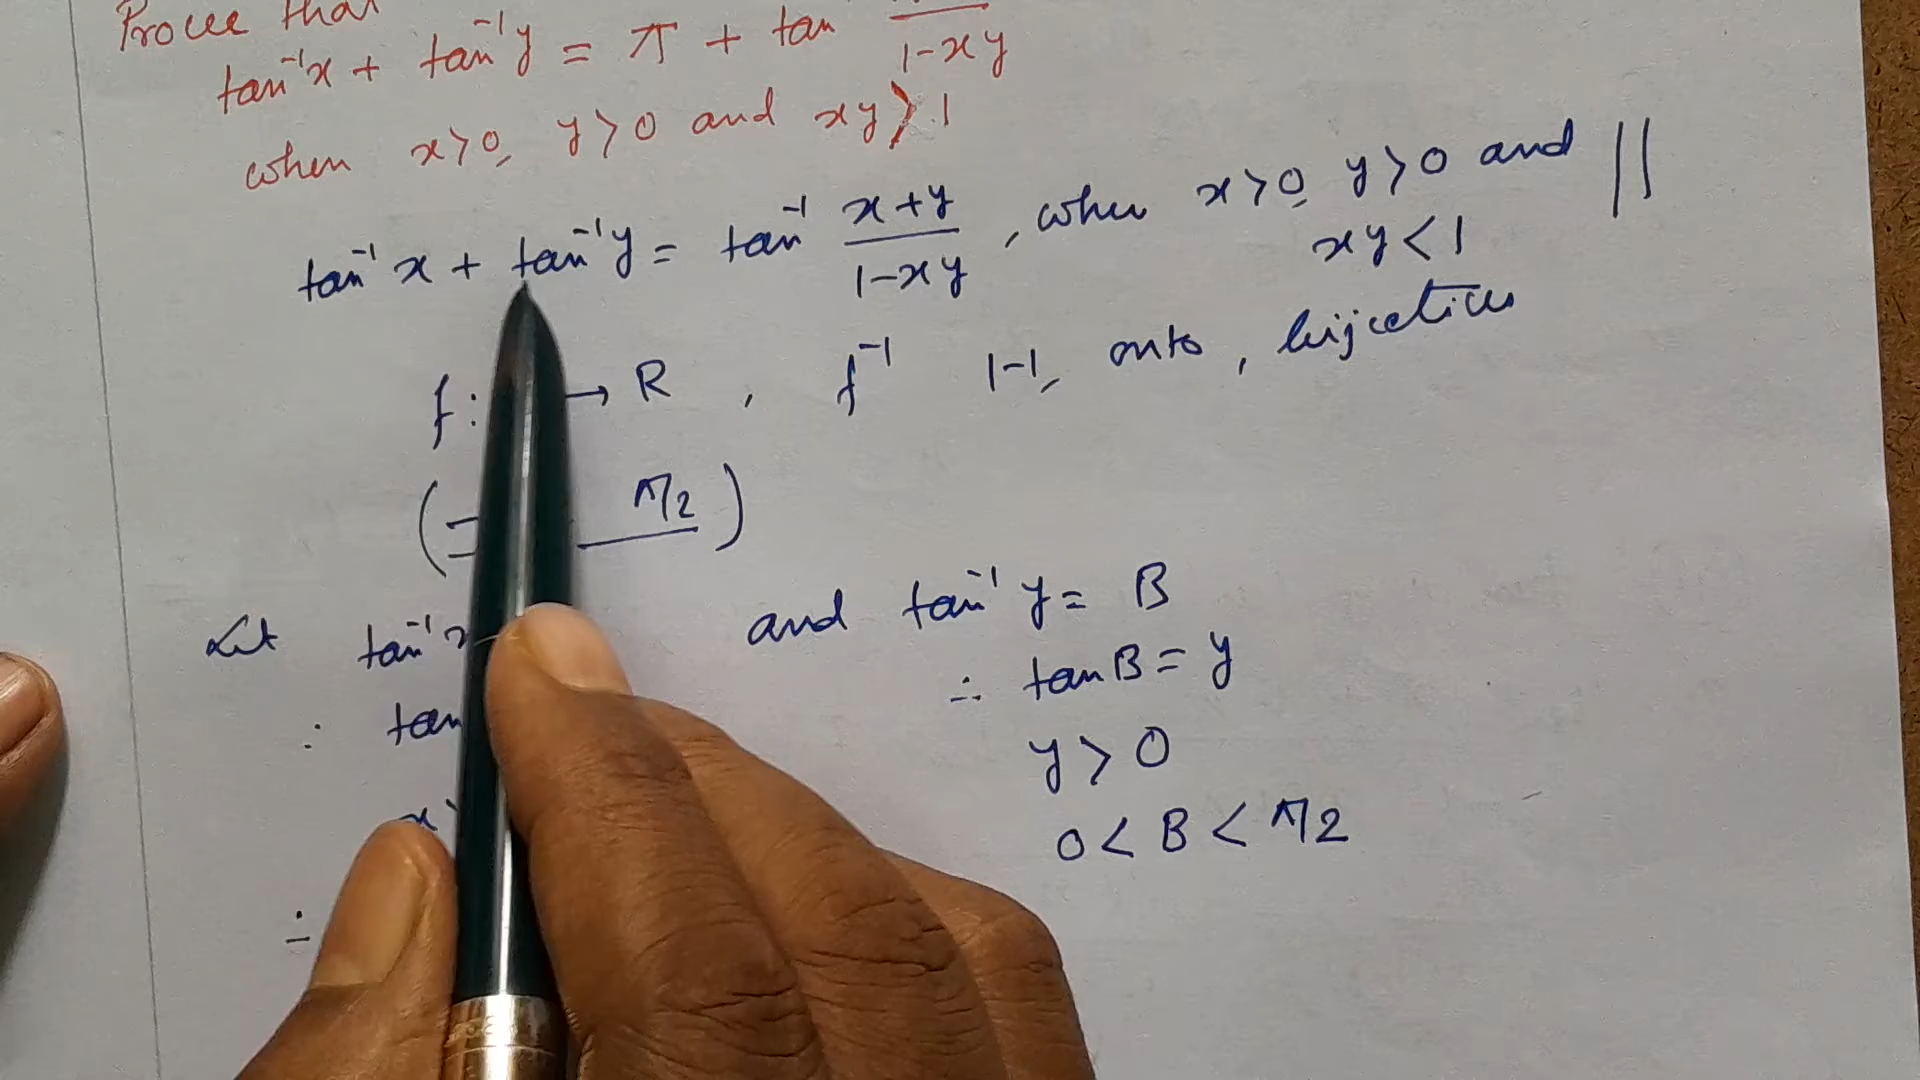 Prove that
tan⁻¹x + tan⁻¹y = π + tan 1-xy
when x>0, y>0 and xy>1
tan⁻¹ x + tan⁻¹y = tan⁻¹ x+y / 1-xy , when x>0, y>0 and ||
xy<1
f: → R , f⁻¹ 1-1, onto, bijective
( π/2 )
Let tan⁻¹x and tan⁻¹ y = B
∴ tan ∴ tan B = y
x> y > 0
∴ 0 < B < π/2